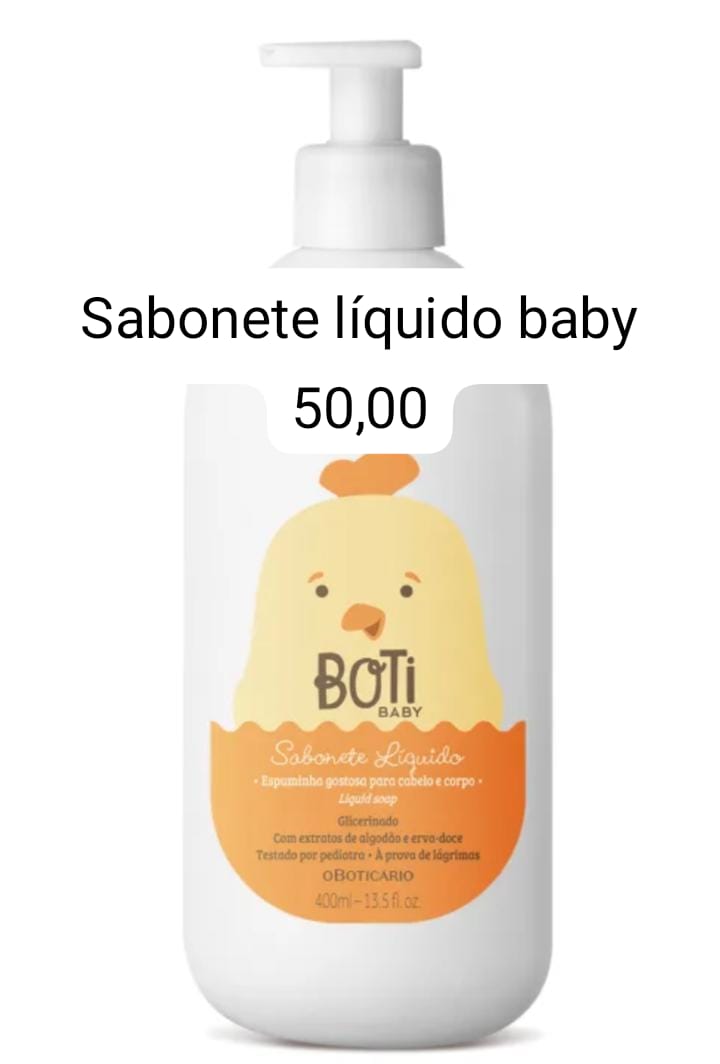 Sabonete líquido baby
50,00
BOTi
BABY
Sabonete Líquido
• Espuminha gostosa para cabelo e corpo •
Liquid soap
Glicerinado
Com extratos de algodão e erva-doce
Testado por pediatra • À prova de lágrimas
oBOTICÁRIO
400ml – 13.5 fl. oz.